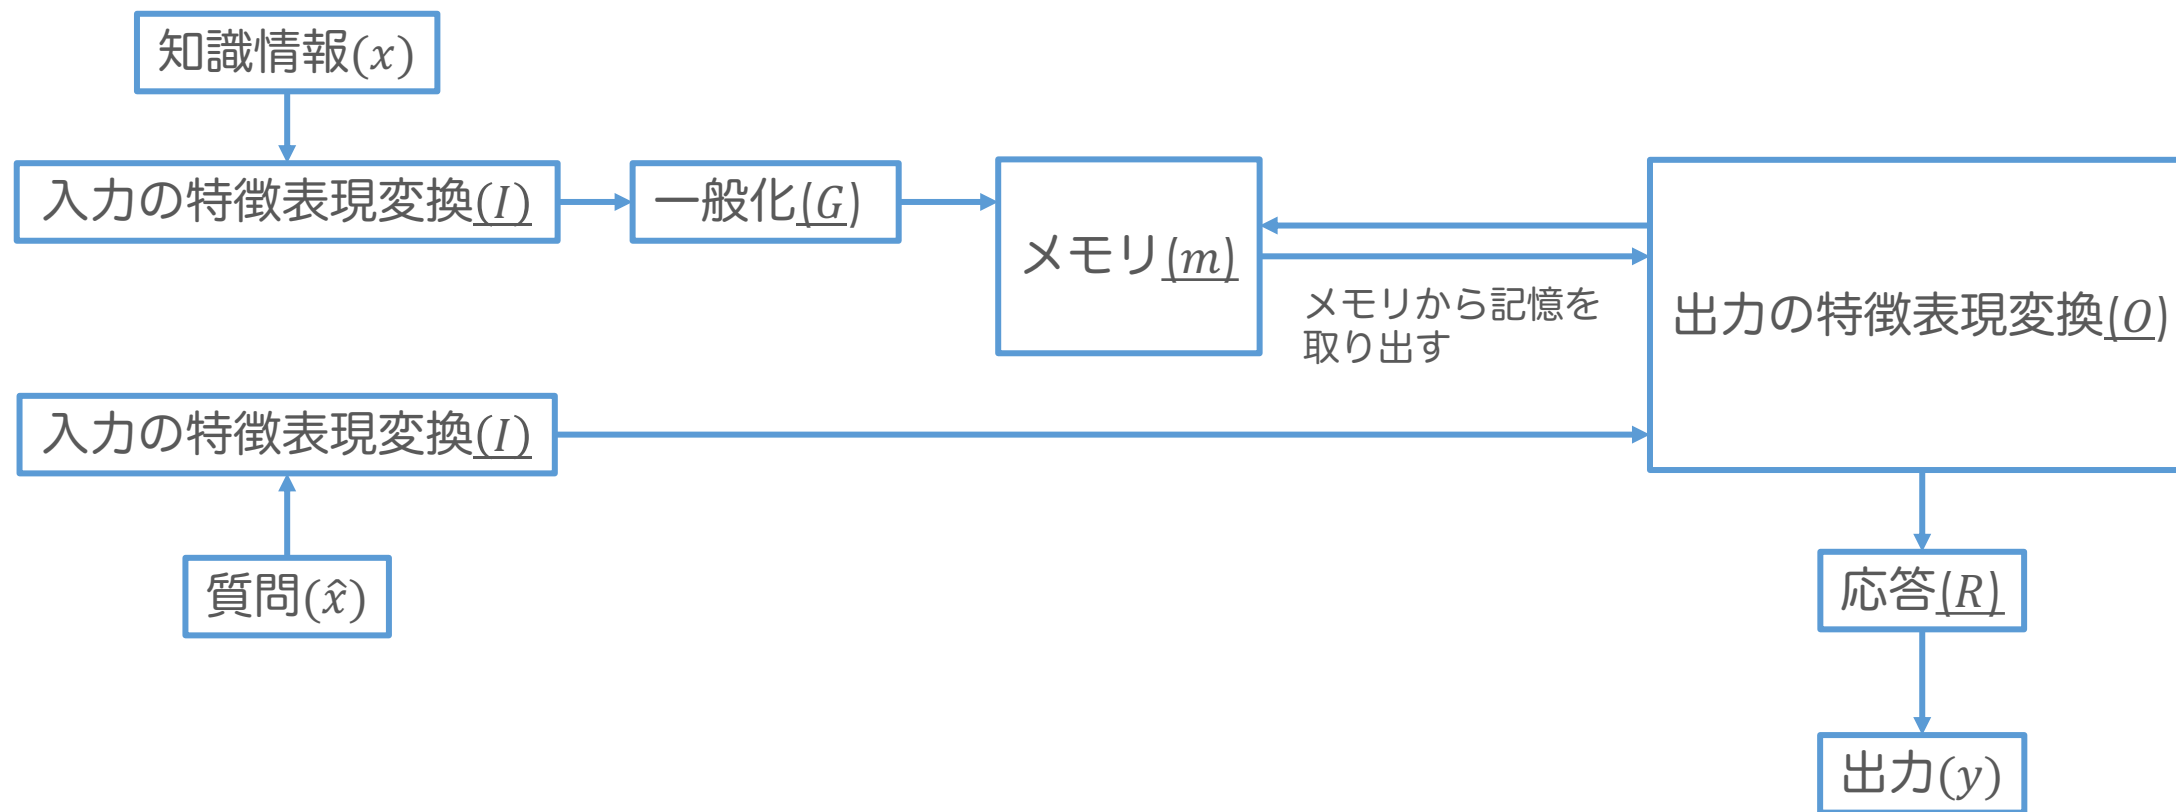 知識情報(x)
入力の特徴表現変換(I)
一般化(G)
メモリ(m)
メモリから記憶を
取り出す
出力の特徴表現変換(O)
入力の特徴表現変換(I)
質問(x̂)
応答(R)
出力(y)